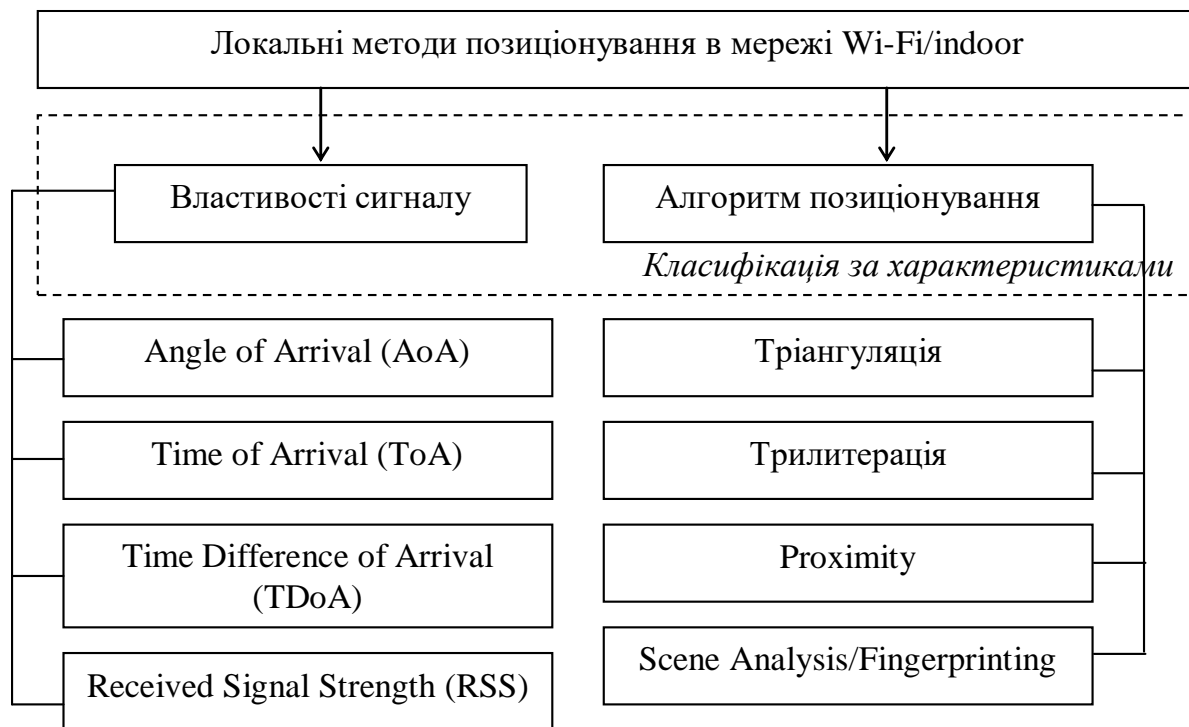 Локальні методи позиціонування в мережі Wi-Fi/indoor
Властивості сигналу
Алгоритм позиціонування
Класифікація за характеристиками
Angle of Arrival (AoA)
Time of Arrival (ToA)
Time Difference of Arrival
(TDoA)
Received Signal Strength (RSS)
Тріангуляція
Трилитерація
Proximity
Scene Analysis/Fingerprinting